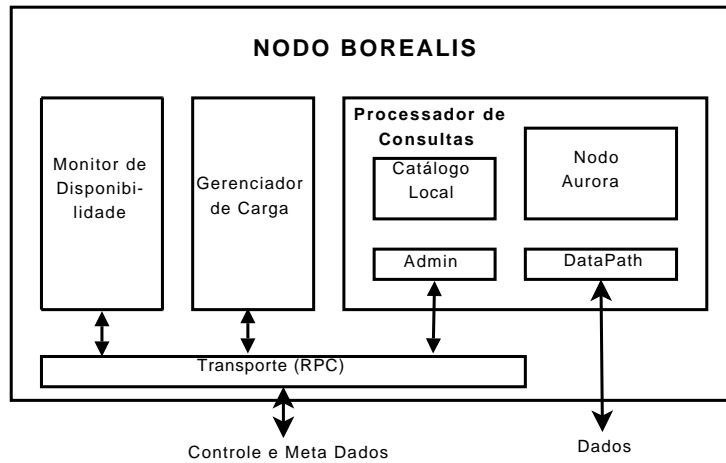 NODO BOREALIS
Monitor de
Disponibi-
lidade
Gerenciador
de Carga
Processador de
Consultas
Catálogo
Local
Nodo
Aurora
Admin
DataPath
Transporte (RPC)
Controle e Meta Dados
Dados